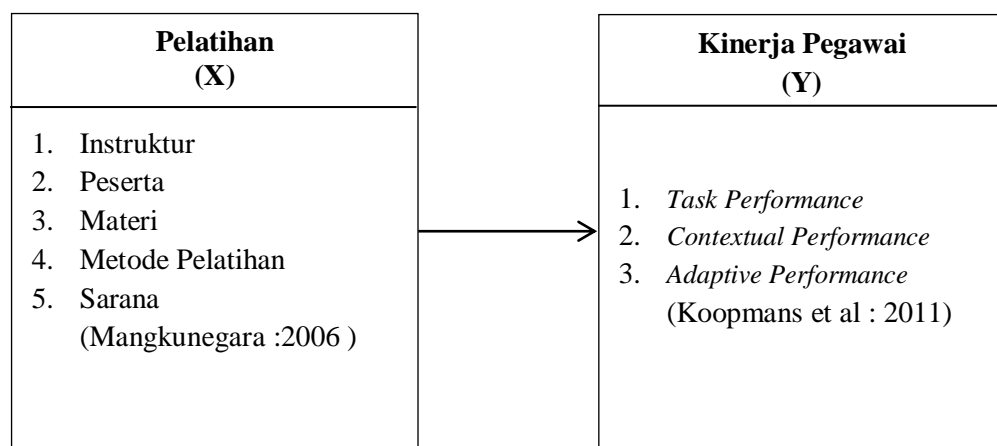 Pelatihan
(X)
1. Instruktur
2. Peserta
3. Materi
4. Metode Pelatihan
5. Sarana
(Mangkunegara :2006 )
Kinerja Pegawai
(Y)
1. Task Performance
2. Contextual Performance
3. Adaptive Performance
(Koopmans et al : 2011)